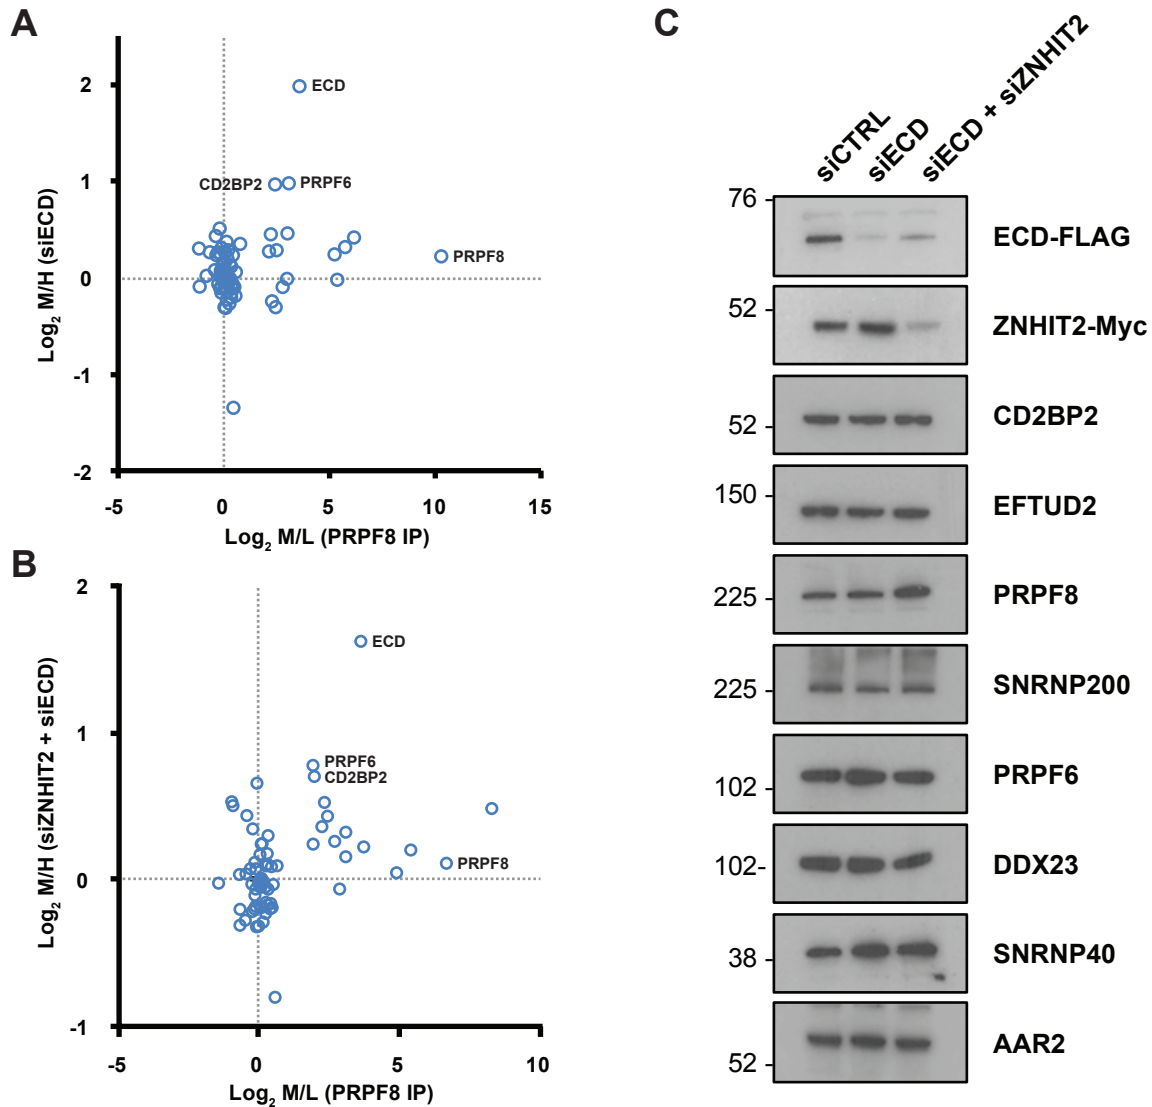 A
Log2 M/H (siECD)
2
1
0
-1
-2
ECD
CD2BP2
PRPF6
PRPF8
-5
0
5
10
15
Log2 M/L (PRPF8 IP)
B
Log2 M/H (siZNHIT2 + siECD)
2
1
0
-1
ECD
PRPF6
CD2BP2
PRPF8
-5
0
5
10
Log2 M/L (PRPF8 IP)
C
siCTRL
siECD
siECD + siZNHIT2
76 -
ECD-FLAG
52 -
ZNHIT2-Myc
52 -
CD2BP2
150 -
EFTUD2
225 -
PRPF8
225 -
SNRNP200
102 -
PRPF6
102-
DDX23
38 -
SNRNP40
52 -
AAR2